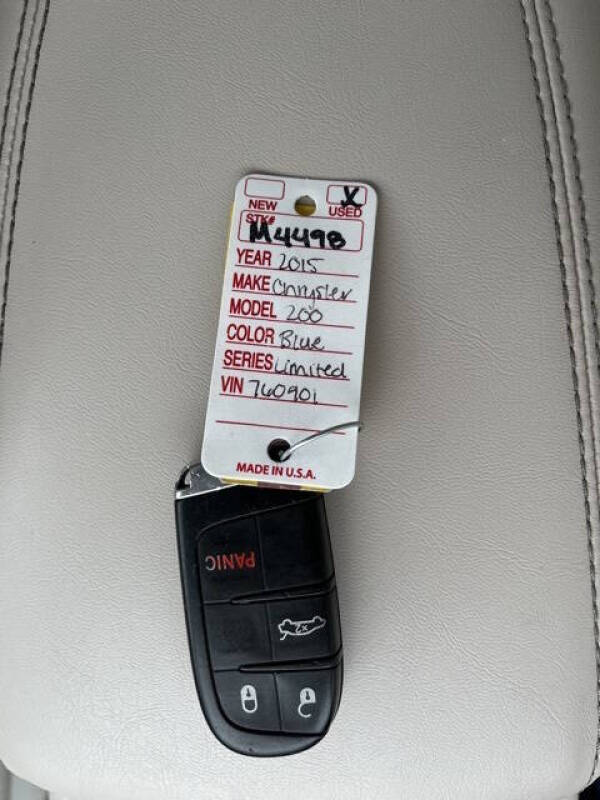 NEW X USED
STK#
M4498
YEAR 2015
MAKE Chrysler
MODEL 200
COLOR Blue
SERIES Limited
VIN 760901
MADE IN U.S.A.
PANIC
x2